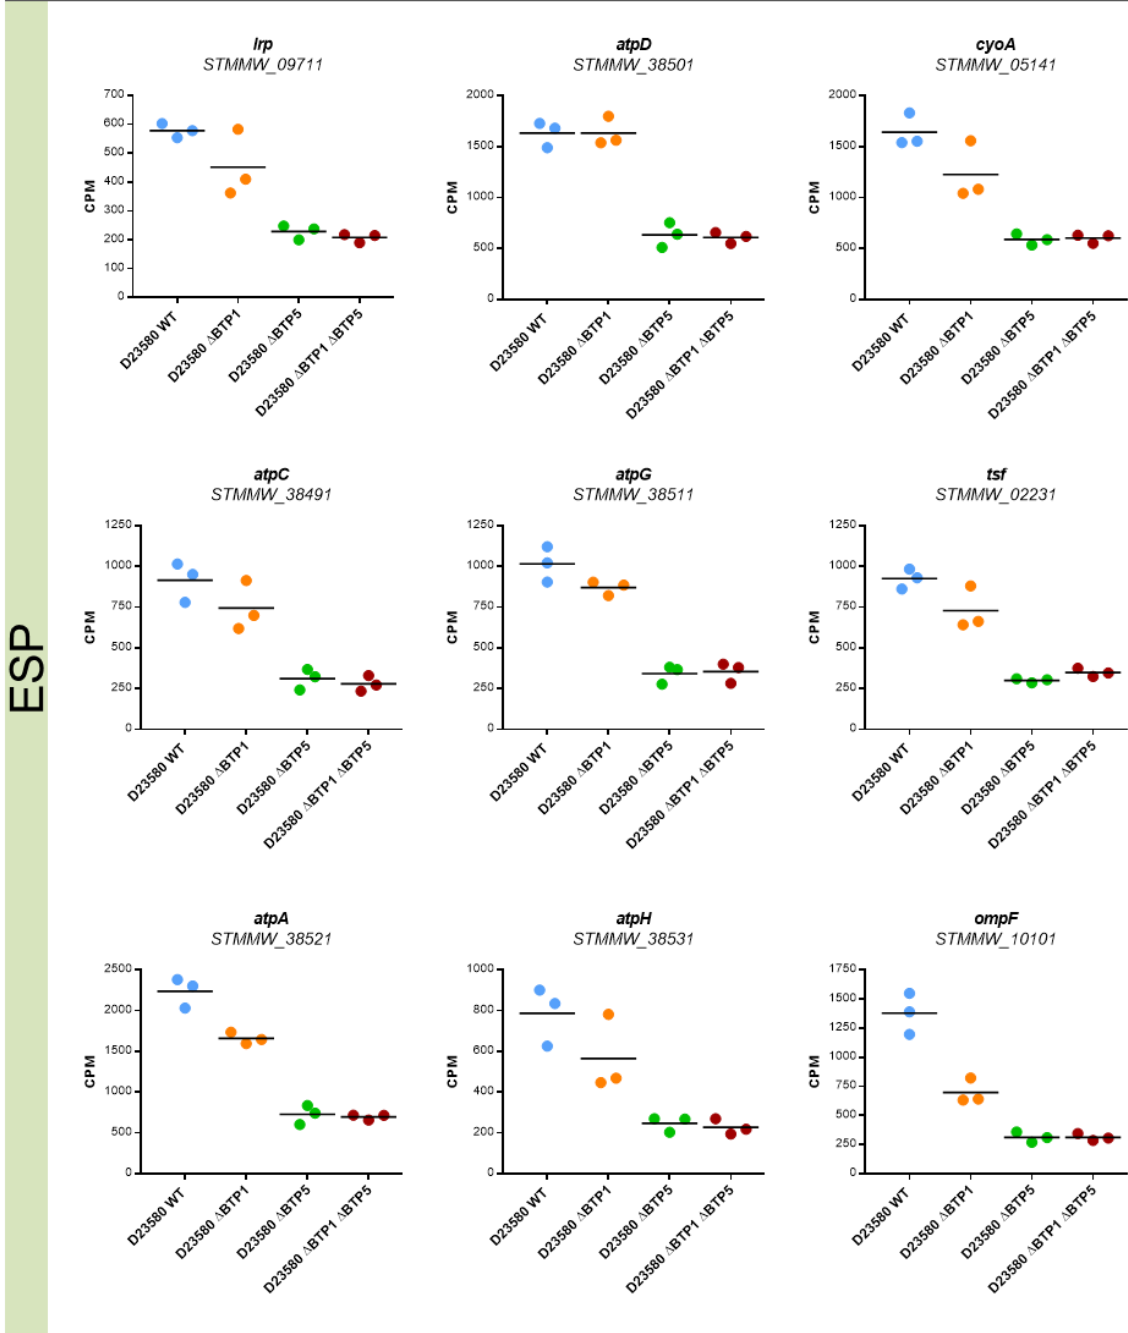 ESP
lrp
STMMW_09711
CPM
700
600
500
400
300
200
100
0
D23580 WT
D23580 ΔBTP1
D23580 ΔBTP5
D23580 ΔBTP1 ΔBTP5
atpD
STMMW_38501
CPM
2000
1500
1000
500
0
D23580 WT
D23580 ΔBTP1
D23580 ΔBTP5
D23580 ΔBTP1 ΔBTP5
cyoA
STMMW_05141
CPM
2000
1500
1000
500
0
D23580 WT
D23580 ΔBTP1
D23580 ΔBTP5
D23580 ΔBTP1 ΔBTP5
atpC
STMMW_38491
CPM
1250
1000
750
500
250
0
D23580 WT
D23580 ΔBTP1
D23580 ΔBTP5
D23580 ΔBTP1 ΔBTP5
atpG
STMMW_38511
CPM
1250
1000
750
500
250
0
D23580 WT
D23580 ΔBTP1
D23580 ΔBTP5
D23580 ΔBTP1 ΔBTP5
tsf
STMMW_02231
CPM
1250
1000
750
500
250
0
D23580 WT
D23580 ΔBTP1
D23580 ΔBTP5
D23580 ΔBTP1 ΔBTP5
atpA
STMMW_38521
CPM
2500
2000
1500
1000
500
0
D23580 WT
D23580 ΔBTP1
D23580 ΔBTP5
D23580 ΔBTP1 ΔBTP5
atpH
STMMW_38531
CPM
1000
800
600
400
200
0
D23580 WT
D23580 ΔBTP1
D23580 ΔBTP5
D23580 ΔBTP1 ΔBTP5
ompF
STMMW_10101
CPM
1750
1500
1250
1000
750
500
250
0
D23580 WT
D23580 ΔBTP1
D23580 ΔBTP5
D23580 ΔBTP1 ΔBTP5